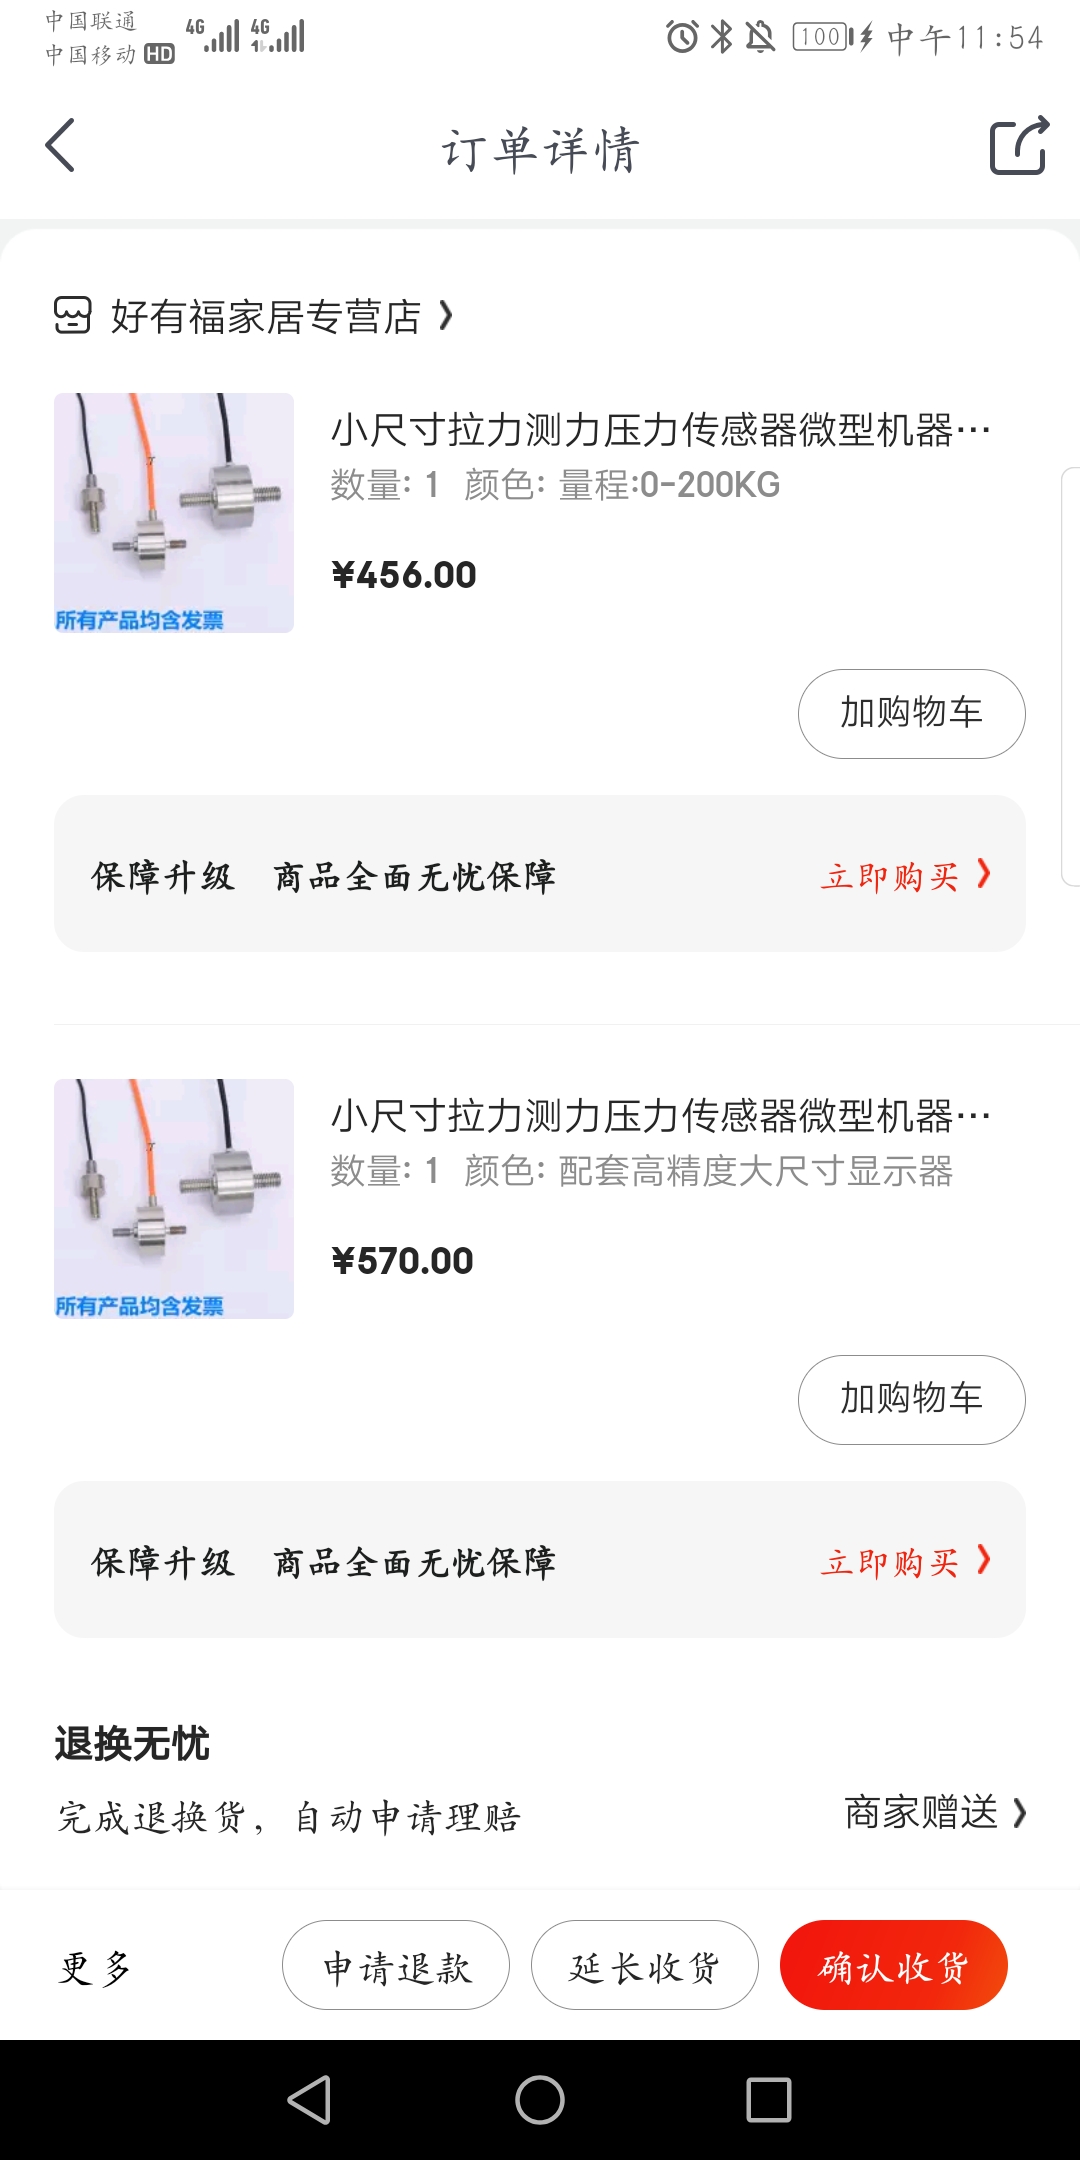 中国联通
中国移动 HD 4G 4G 100 中午11:54
订单详情
好有福家居专营店
小尺寸拉力测力压力传感器微型机器…
数量: 1 颜色: 量程:0-200KG
¥456.00
所有产品均含发票
加购物车
保障升级 商品全面无忧保障 立即购买
小尺寸拉力测力压力传感器微型机器…
数量: 1 颜色: 配套高精度大尺寸显示器
¥570.00
所有产品均含发票
加购物车
保障升级 商品全面无忧保障 立即购买
退换无忧
完成退换货，自动申请理赔 商家赠送
更多 申请退款 延长收货 确认收货